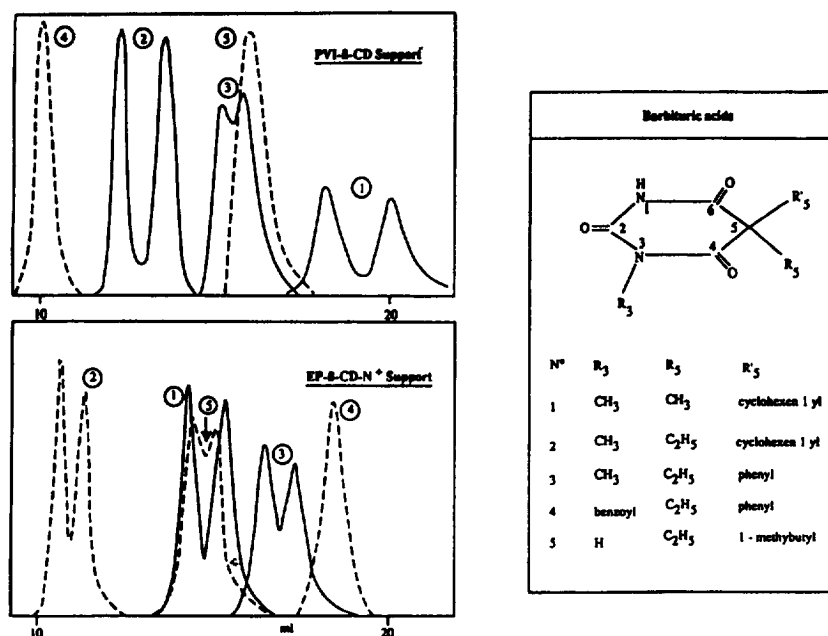 ④ ② ⑤ PVI-ß-CD Support
③
①
10 20
② ① ⑤ EP-ß-CD-N⁺ Support
④
③
10 ml 20
Barbituric acids
H
N 1
6 O
R'5
O 2
5
3 N
4
R5
O
R3
Nº R3 R5 R'5
1 CH3 CH3 cyclohexen 1 yl
2 CH3 C2H5 cyclohexen 1 yl
3 CH3 C2H5 phenyl
4 benzoyl C2H5 phenyl
5 H C2H5 1 - methybutyl